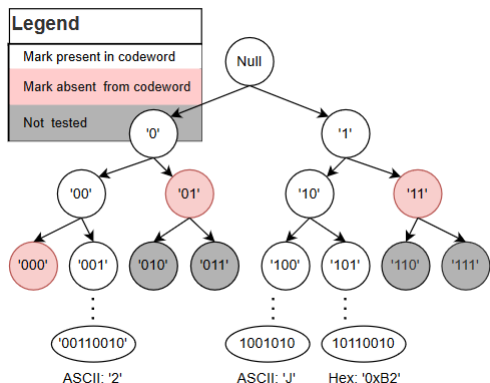 Legend
Mark present in codeword
Mark absent from codeword
Not tested
Null
'0' '1'
'00' '01' '10' '11'
'000' '001' '010' '011' '100' '101' '110' '111'
'00110010' 1001010 10110010
ASCII: '2' ASCII: 'J' Hex: '0xB2'